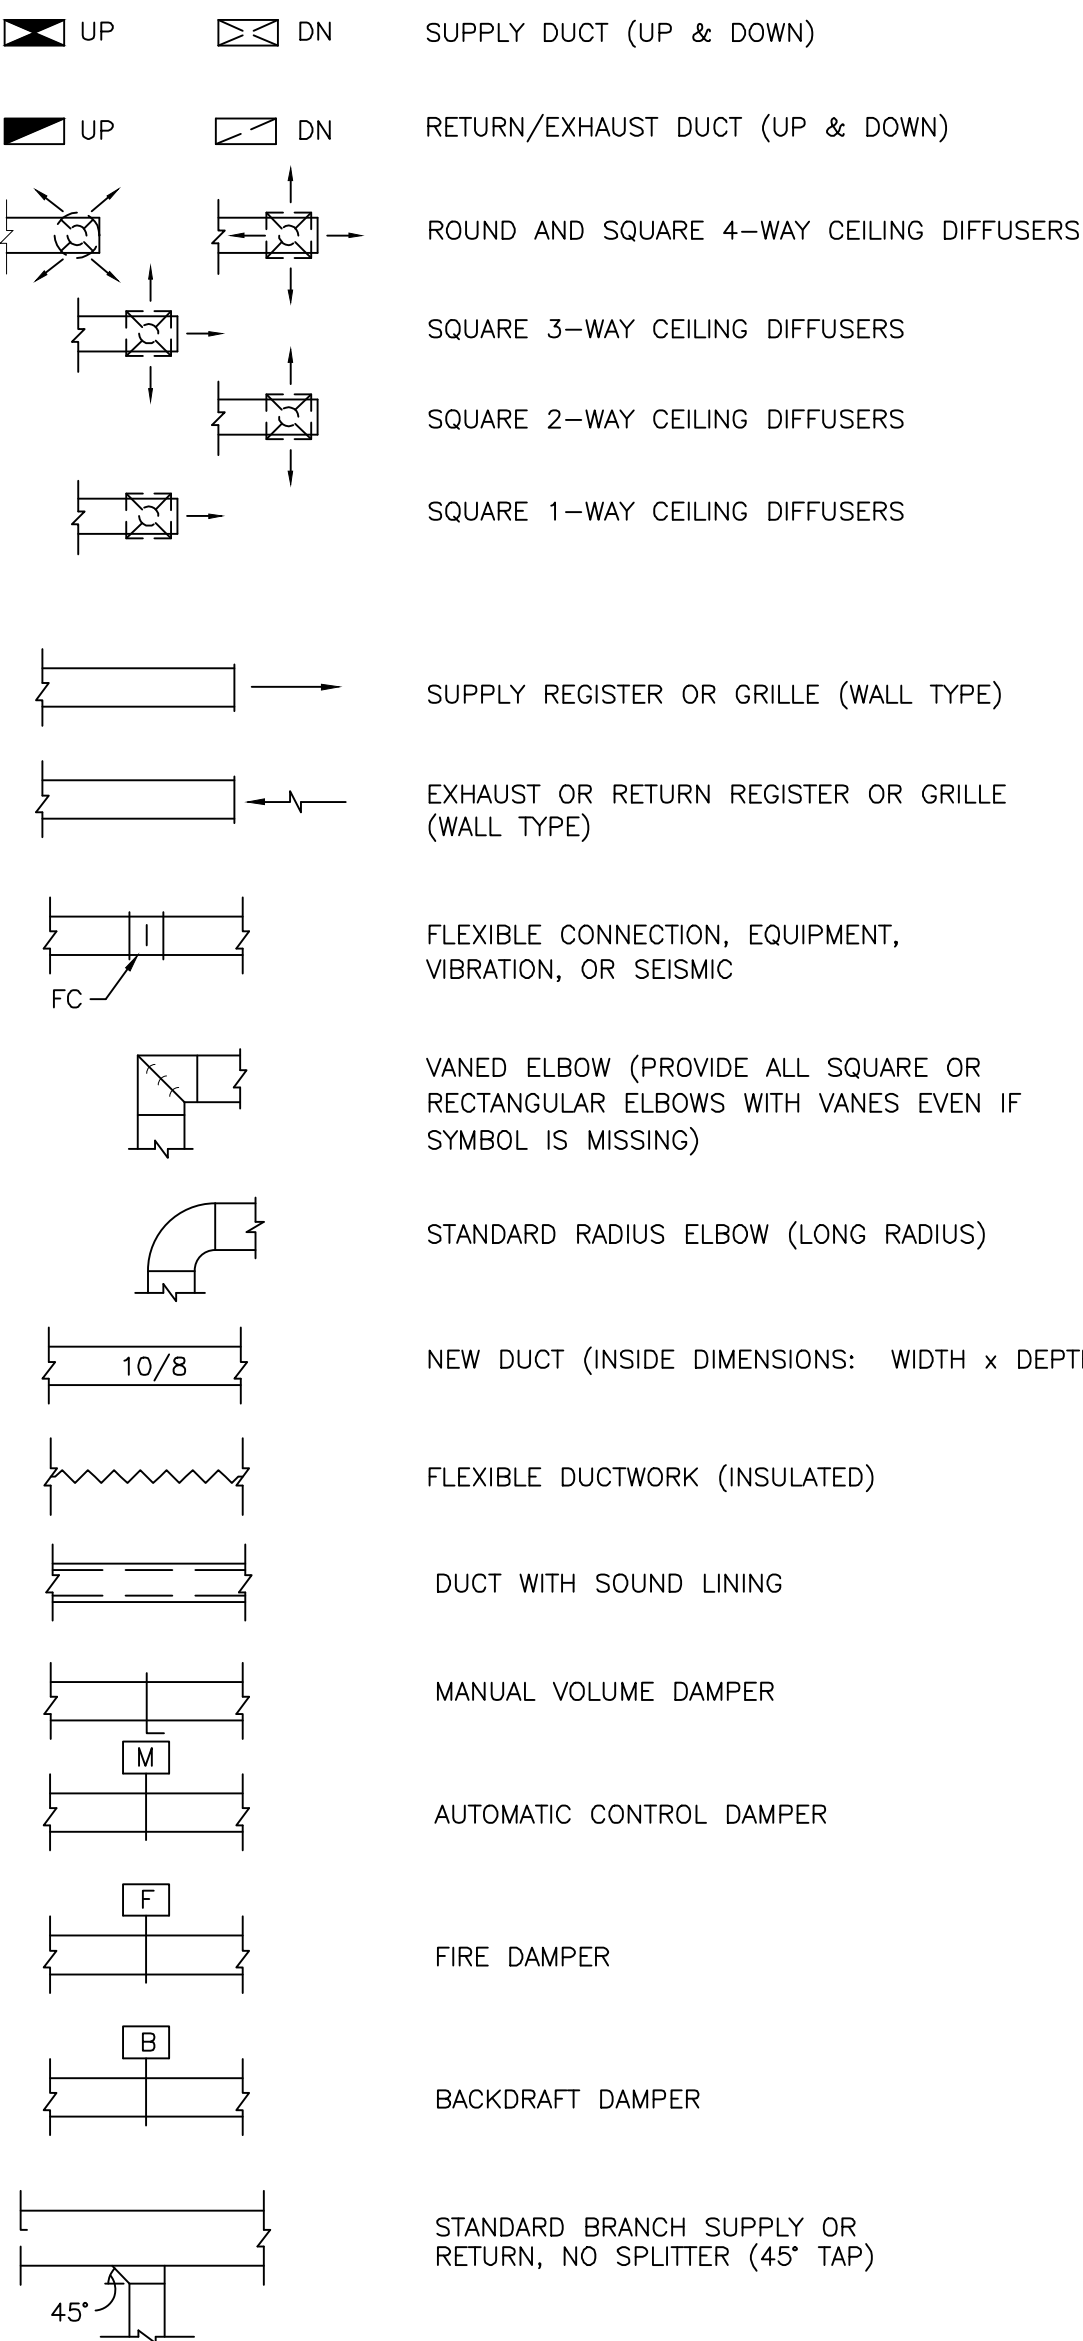 UP DN SUPPLY DUCT (UP & DOWN)
UP DN RETURN/EXHAUST DUCT (UP & DOWN)
ROUND AND SQUARE 4-WAY CEILING DIFFUSERS
SQUARE 3-WAY CEILING DIFFUSERS
SQUARE 2-WAY CEILING DIFFUSERS
SQUARE 1-WAY CEILING DIFFUSERS
SUPPLY REGISTER OR GRILLE (WALL TYPE)
EXHAUST OR RETURN REGISTER OR GRILLE
(WALL TYPE)
FLEXIBLE CONNECTION, EQUIPMENT,
VIBRATION, OR SEISMIC
FC
VANED ELBOW (PROVIDE ALL SQUARE OR
RECTANGULAR ELBOWS WITH VANES EVEN IF
SYMBOL IS MISSING)
STANDARD RADIUS ELBOW (LONG RADIUS)
10/8 NEW DUCT (INSIDE DIMENSIONS: WIDTH x
FLEXIBLE DUCTWORK (INSULATED)
DUCT WITH SOUND LINING
MANUAL VOLUME DAMPER
M
AUTOMATIC CONTROL DAMPER
F
FIRE DAMPER
B
BACKDRAFT DAMPER
STANDARD BRANCH SUPPLY OR
RETURN, NO SPLITTER (45° TAP)
45°